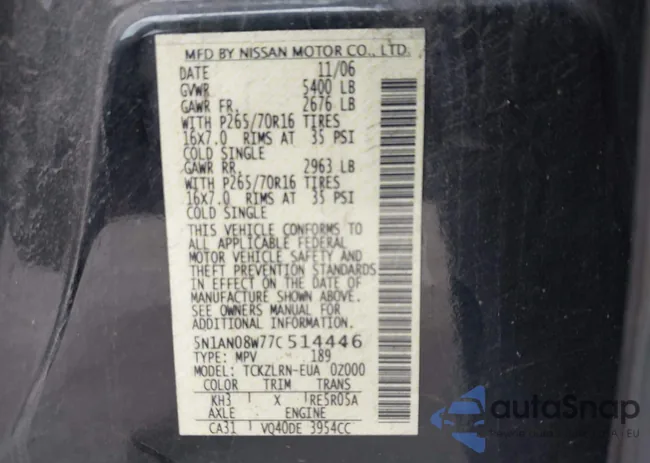 MFD BY NISSAN MOTOR CO., LTD.
DATE 11/06
GVWR 5400 LB
GAWR FR. 2676 LB
WITH P265/70R16 TIRES
16X7.0 RIMS AT 35 PSI
COLD SINGLE
GAWR RR. 2963 LB
WITH P265/70R16 TIRES
16X7.0 RIMS AT 35 PSI
COLD SINGLE
THIS VEHICLE CONFORMS TO
ALL APPLICABLE FEDERAL
MOTOR VEHICLE SAFETY AND
THEFT PREVENTION STANDARDS
IN EFFECT ON THE DATE OF
MANUFACTURE SHOWN ABOVE.
SEE OWNERS MANUAL FOR
ADDITIONAL INFORMATION
5N1AN08W77C514446
TYPE: MPV 189
MODEL: TCKZLRN-EUA 0Z000
COLOR TRIM TRANS
KH3 X RE5R05A
AXLE ENGINE
CA31 VQ40DE 3954CC
autoSnap